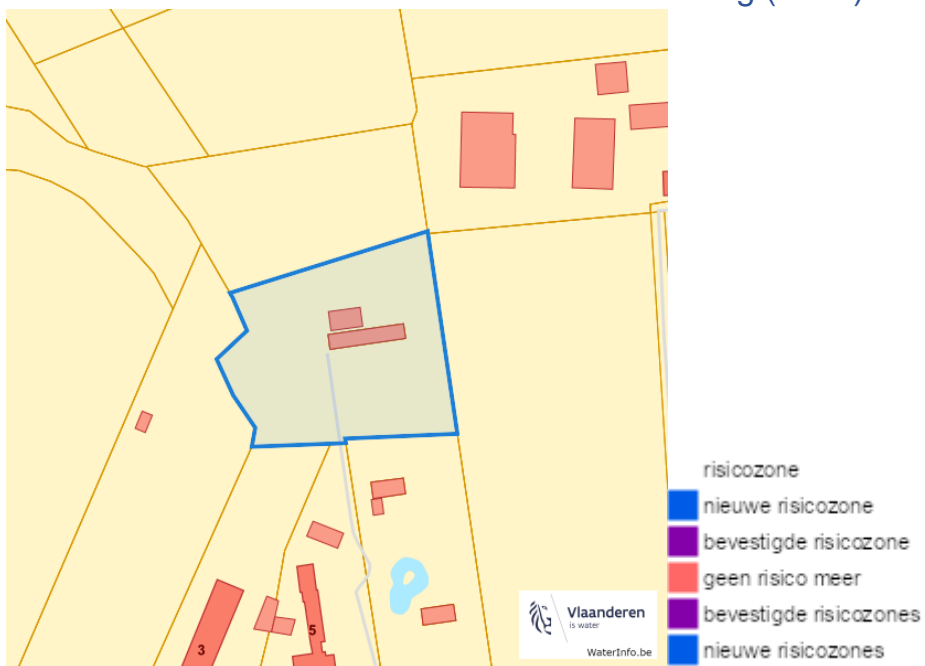 3
5
Vlaanderen
is water
WaterInfo.be
risicozone
nieuwe risicozone
bevestigde risicozone
geen risico meer
bevestigde risicozones
nieuwe risicozones